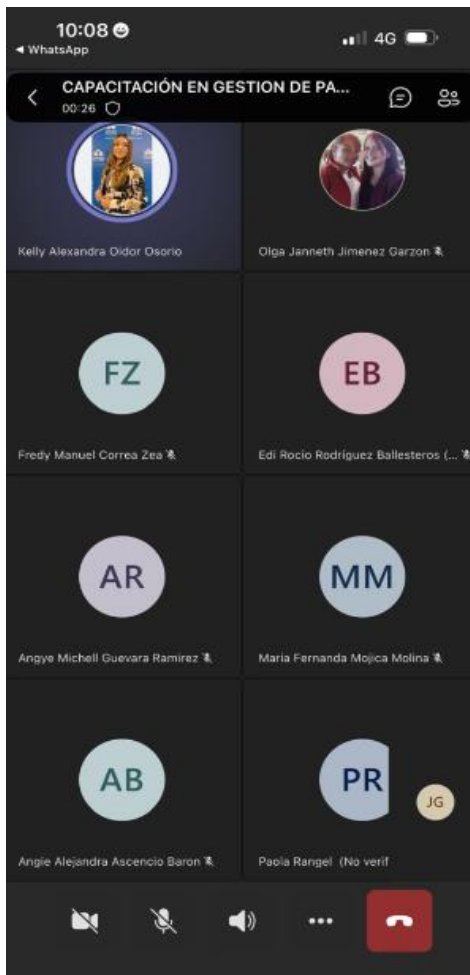 10:08
WhatsApp
4G
CAPACITACIÓN EN GESTION DE PA...
00:26
Kelly Alexandra Oidor Osorio
Olga Janneth Jimenez Garzon
FZ
EB
Fredy Manuel Correa Zea
Edi Rocio Rodriguez Ballesteros (...
AR
MM
Angye Michell Guevara Ramirez
Maria Fernanda Mojica Molina
AB
PR
JG
Angie Alejandra Ascencio Baron
Paola Rangel (No verif